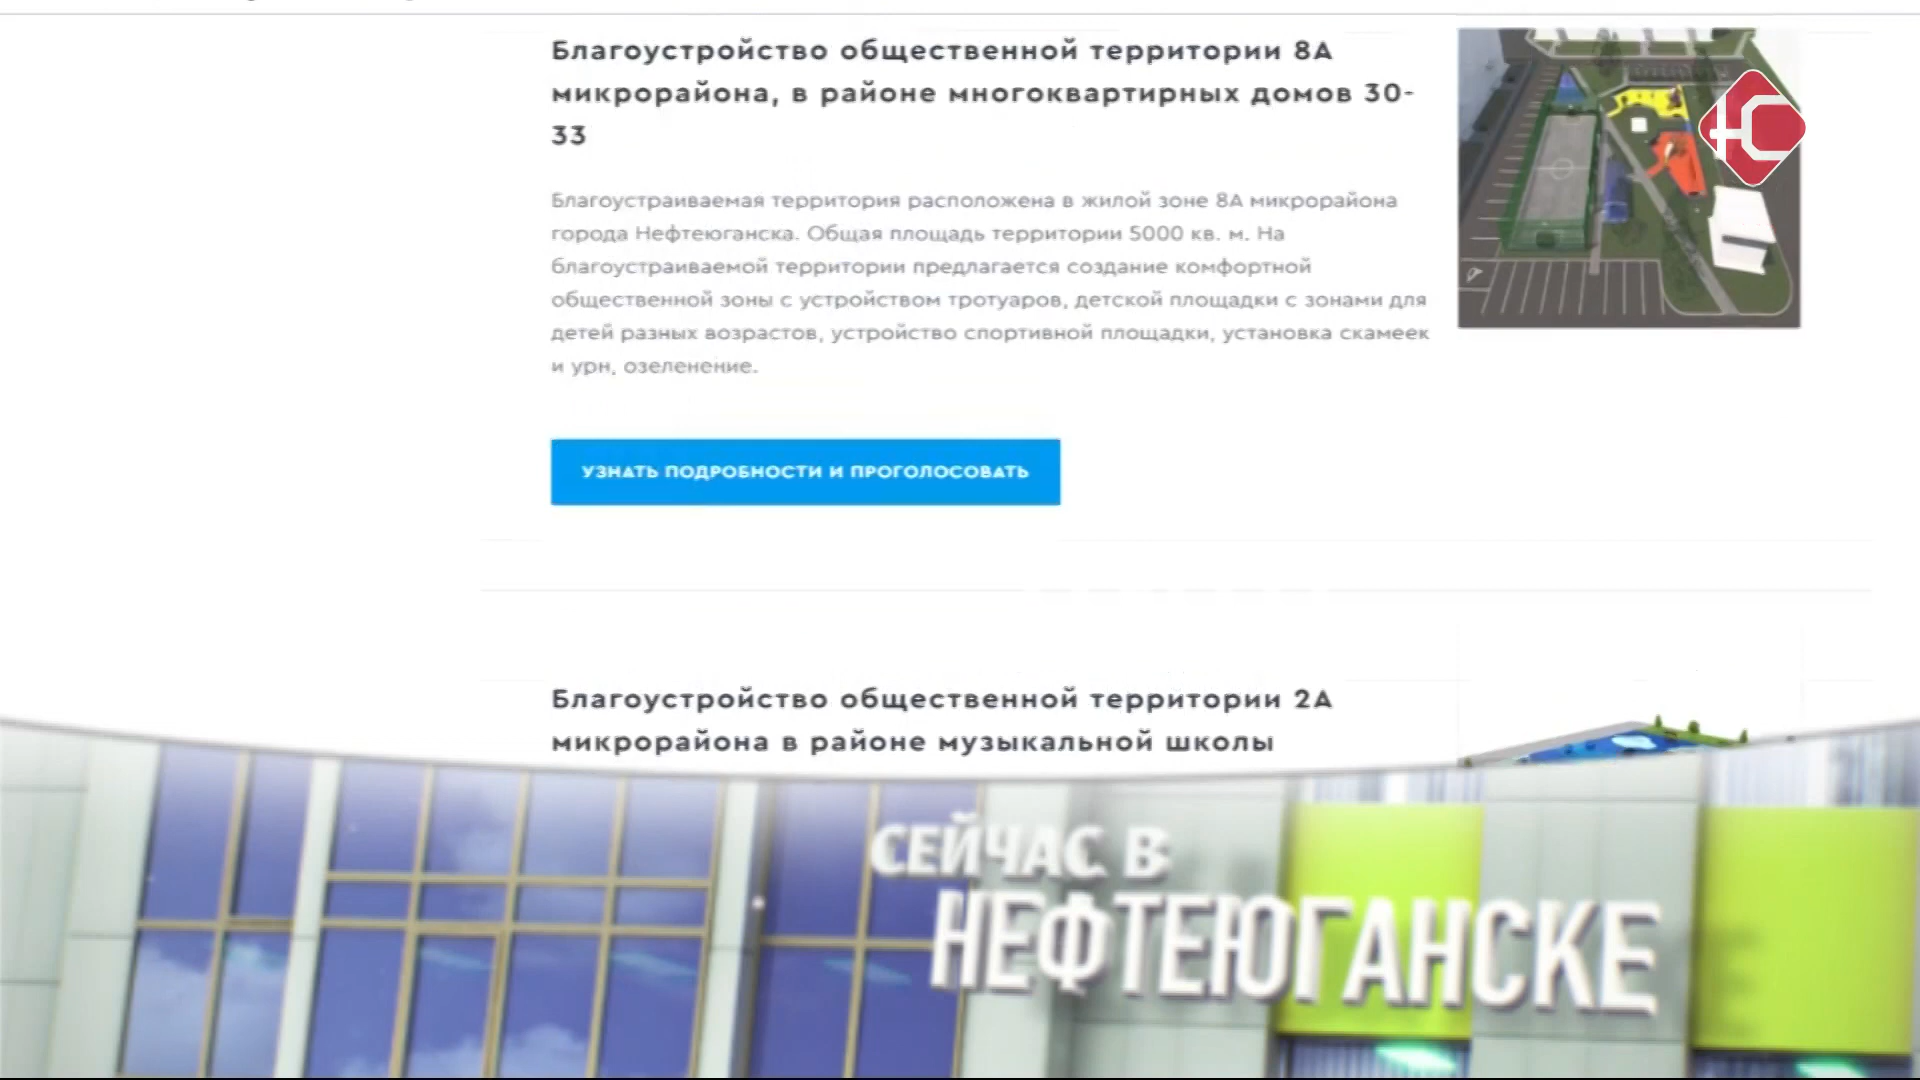 Благоустройство общественной территории 8А
микрорайона, в районе многоквартирных домов 30-
33
Благоустраиваемая территория расположена в жилой зоне 8А микрорайона
города Нефтеюганска. Общая площадь территории 5000 кв. м. На
благоустраиваемой территории предлагается создание комфортной
общественной зоны с устройством тротуаров, детской площадки с зонами для
детей разных возрастов, устройство спортивной площадки, установка скамеек
и урн, озеленение.
УЗНАТЬ ПОДРОБНОСТИ И ПРОГОЛОСОВАТЬ
Благоустройство общественной территории 2А
микрорайона в районе музыкальной школы
СЕЙЧАС В
НЕФТЕЮГАНСКЕ